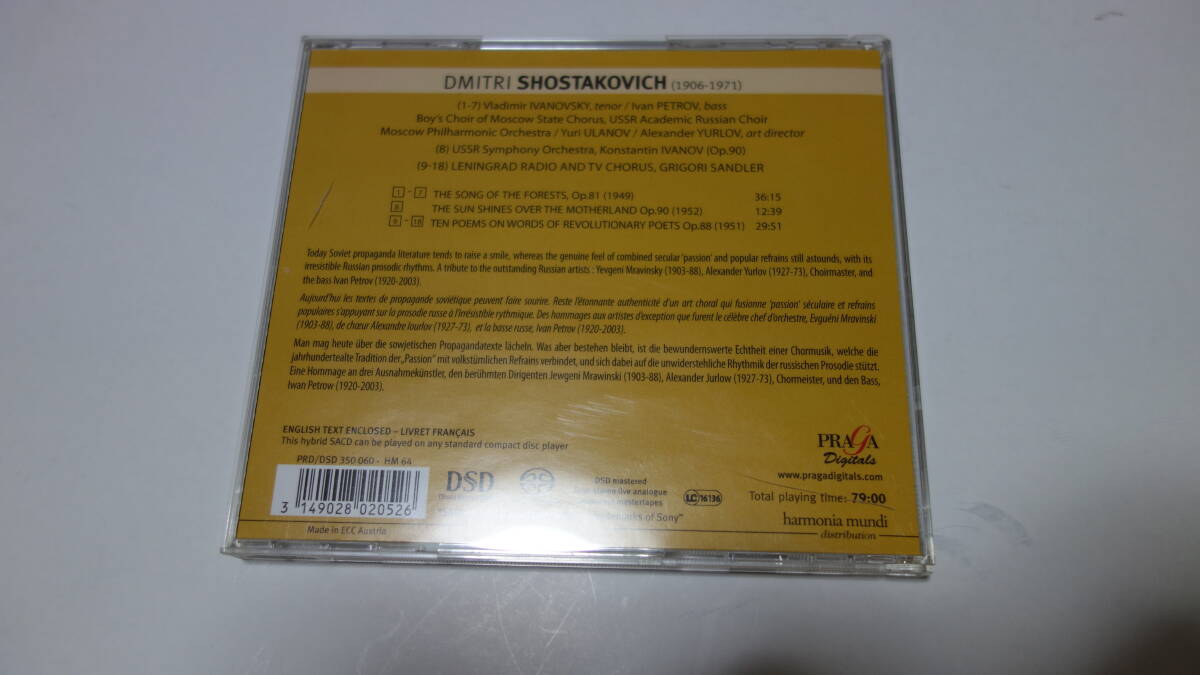 DMITRI SHOSTAKOVICH (1906-1971)
(1-7) Vladimir IVANOVSKY, tenor / Ivan PETROV, bass
Boy's Choir of Moscow State Chorus, USSR Academic Russian Choir
Moscow Philharmonic Orchestra / Yuri ULANOV / Alexander YURLOV, art director
(8) USSR Symphony Orchestra, Konstantin IVANOV (Op.90)
(9-18) LENINGRAD RADIO AND TV CHORUS, GRIGORI SANDLER
1 - 7 THE SONG OF THE FORESTS, Op.81 (1949) 36:15
8 THE SUN SHINES OVER THE MOTHERLAND Op.90 (1952) 12:39
9 - 18 TEN POEMS ON WORDS OF REVOLUTIONARY POETS Op.88 (1951) 29:51
Today Soviet propaganda literature tends to raise a smile, whereas the genuine feel of combined secular 'passion' and popular refrains still astounds, with its
irresistible Russian prosodic rhythms. A tribute to the outstanding Russian artists : Yevgeni Mravinsky (1903-88), Alexander Yurlov (1927-73), Choirmaster, and
the bass Ivan Petrov (1920-2003).
Aujourd'hui les textes de propagande soviétique peuvent faire sourire. Reste l'étonnante authenticité d'un art choral qui fusionne 'passion' séculaire et refrains
populaires s'appuyant sur la prosodie russe à l'irrésistible rythmique. Des hommages aux artistes d'exception que furent le célèbre chef d'orchestre, Evguéni Mravinski
(1903-88), de chœur Alexandre Iourlov (1927-73), et la basse russe, Ivan Petrov (1920-2003).
Man mag heute über die sowjetischen Propagandatexte lächeln. Was aber bestehen bleibt, ist die bewundernswerte Echtheit einer Chormusik, welche die
jahrhundertealte Tradition der „Passion" mit volkstümlichen Refrains verbindet, und sich dabei auf die unwiderstehliche Rhythmik der russischen Prosodie stützt.
Eine Hommage an drei Ausnahmekünstler, den berühmten Dirigenten Jewgeni Mrawinski (1903-88), Alexander Jurlow (1927-73), Chormeister, und den Bass,
Iwan Petrow (1920-2003).
ENGLISH TEXT ENCLOSED – LIVRET FRANÇAIS
This hybrid SACD can be played on any standard compact disc player
PRD/DSD 350 060 - HM 64
3 149028 020526
Made in ECC Austria
DSD
DSD mastered
live analogue
mastertapes
of Sony™
LC 16136
PRAGA
Digitals
www.pragadigitals.com
Total playing time: 79:00
harmonia mundi
distribution